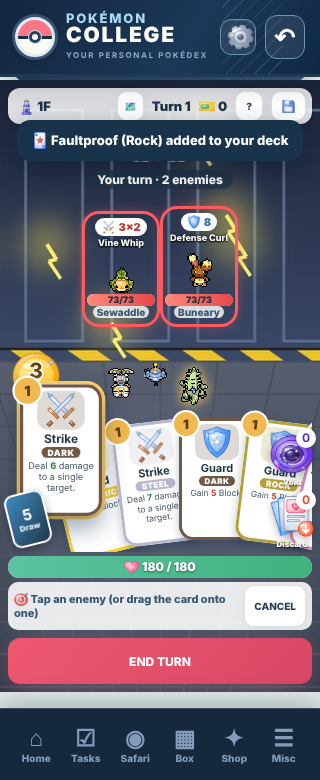 POKÉMON
COLLEGE
YOUR PERSONAL POKÉDEX
1F
Turn 1
0
?
Faultproof (Rock) added to your deck
Your turn · 2 enemies
3×2
Vine Whip
8
Defense Curl
73/73
73/73
Sewaddle
Buneary
3
1
Strike
DARK
Deal 6 damage
to a single
target.
1
Strike
STEEL
Deal 7 damage
to a single
target.
1
Guard
DARK
Gain 5 Block
1
Guard
ROCK
Gain 5
0
Void
0
Discard
5
Draw
180 / 180
Tap an enemy (or drag the card onto
one)
CANCEL
END TURN
Home
Tasks
Safari
Box
Shop
Misc